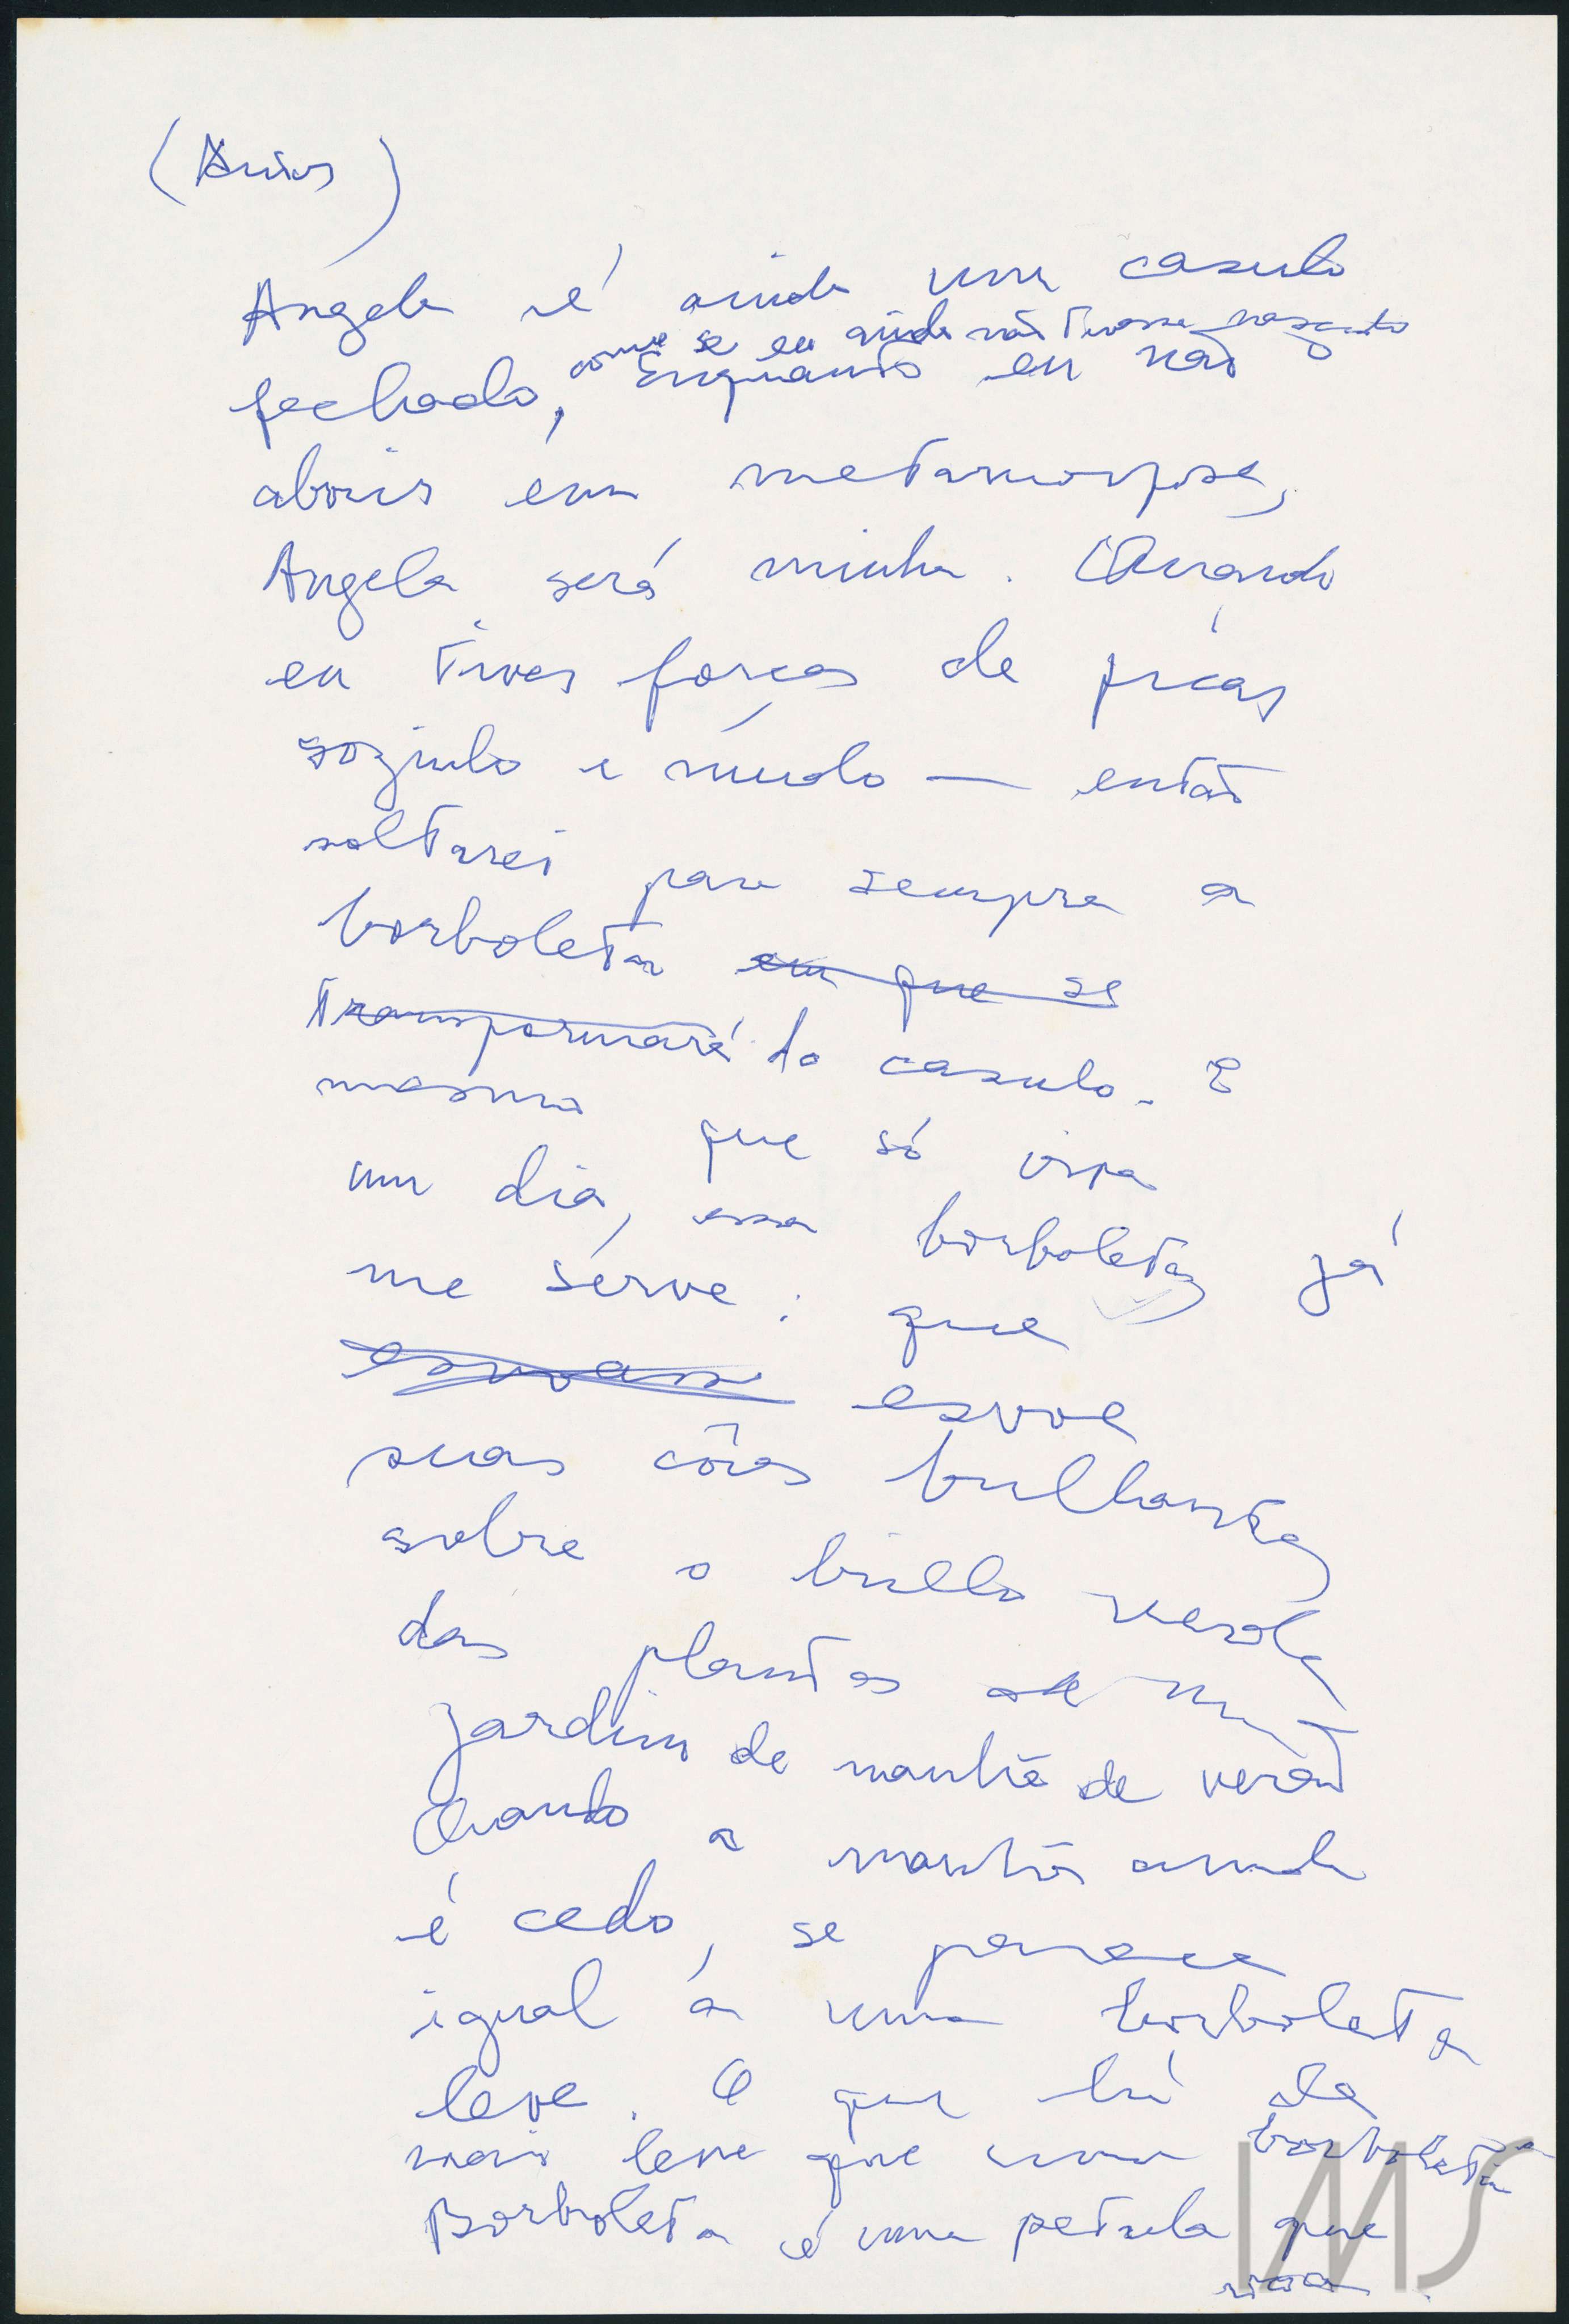 (Autor)
Angela é ainda um casulo
como se eu ainda não tivesse nascido
fechado, Enquanto eu não
abrir em metamorfose,
Angela será minha. Quando
eu tiver forças de ficar
sozinho e mudo — então
soltarei para sempre a
borboleta em que se
transformará do casulo. E
mesmo que só viva
um dia, essa borboleta, já
me serve: que
esvoe
suas côres brilhantes
sobre o brilho verde
das plantas num
jardim de manhã de verão
Quando a manhã ainda
é cedo, se parece
igual a uma borboleta
leve. O que há de
mais leve que uma borboleta
Borboleta é uma petala que
voa.
IMS